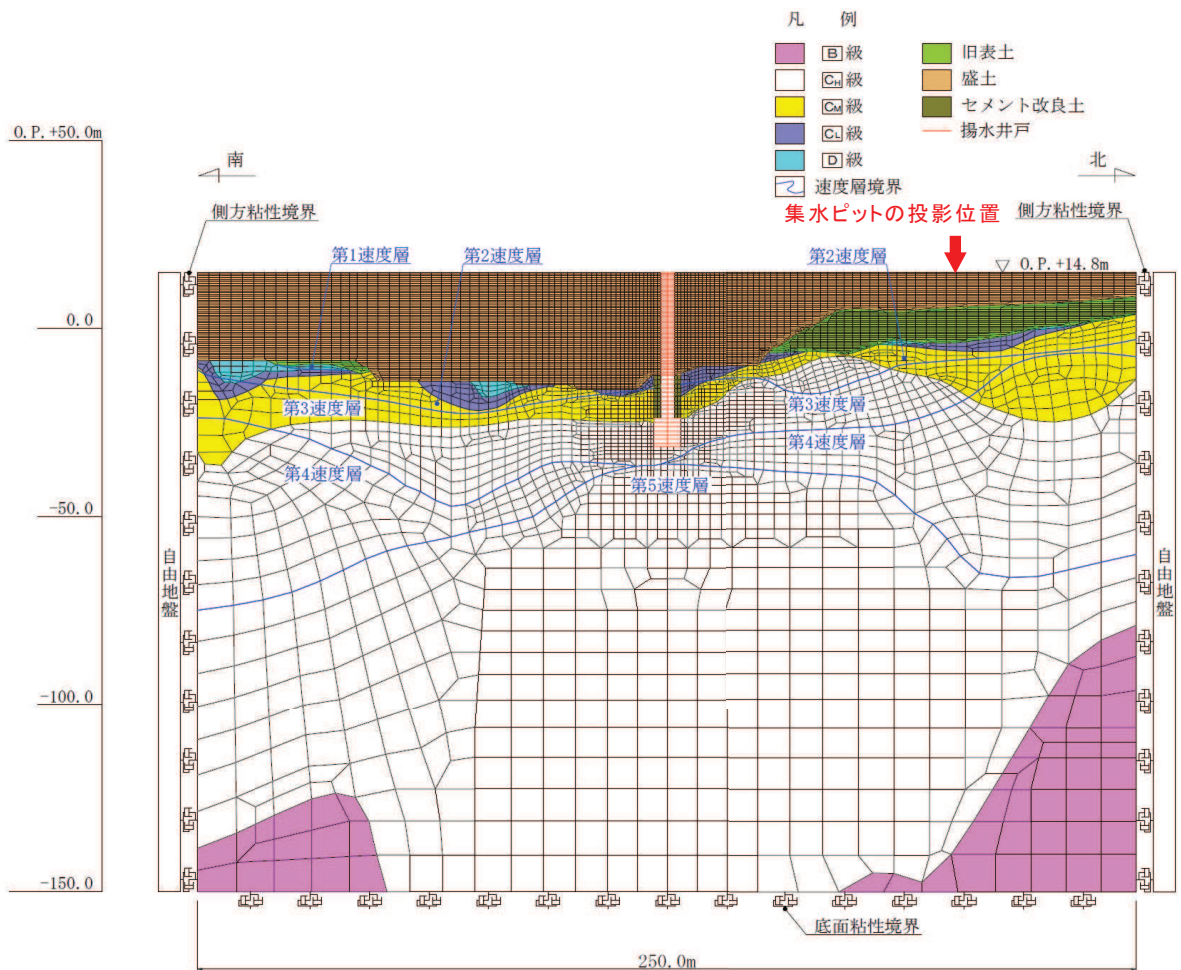 凡 例
B級
CH級
CM級
CL級
D級
速度層境界
旧表土
盛土
セメント改良土
揚水井戸
O.P.+50.0m
南
北
集水ピットの投影位置
側方粘性境界
側方粘性境界
第1速度層
第2速度層
第2速度層
O.P.+14.8m
0.0
第3速度層
第3速度層
第4速度層
第4速度層
第5速度層
-50.0
自由地盤
自由地盤
-100.0
-150.0
底面粘性境界
250.0m